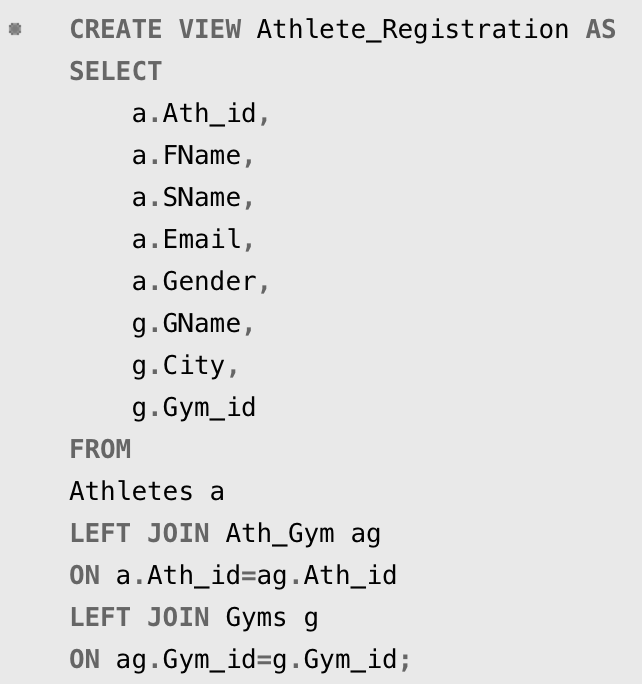 CREATE VIEW Athlete_Registration AS
SELECT
a.Ath_id,
a.FName,
a.SName,
a.Email,
a.Gender,
g.GName,
g.City,
g.Gym_id
FROM
Athletes a
LEFT JOIN Ath_Gym ag
ON a.Ath_id=ag.Ath_id
LEFT JOIN Gyms g
ON ag.Gym_id=g.Gym_id;